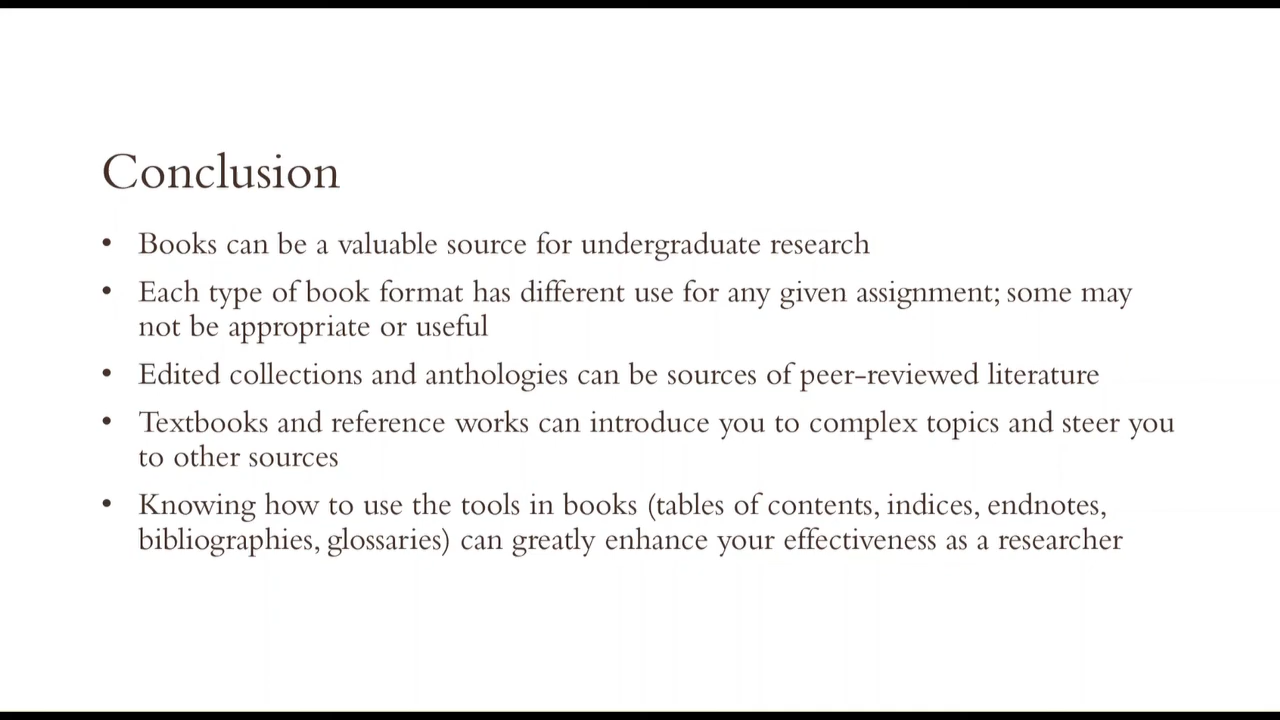 Conclusion
• Books can be a valuable source for undergraduate research
• Each type of book format has different use for any given assignment; some may
not be appropriate or useful
• Edited collections and anthologies can be sources of peer-reviewed literature
• Textbooks and reference works can introduce you to complex topics and steer you
to other sources
• Knowing how to use the tools in books (tables of contents, indices, endnotes,
bibliographies, glossaries) can greatly enhance your effectiveness as a researcher